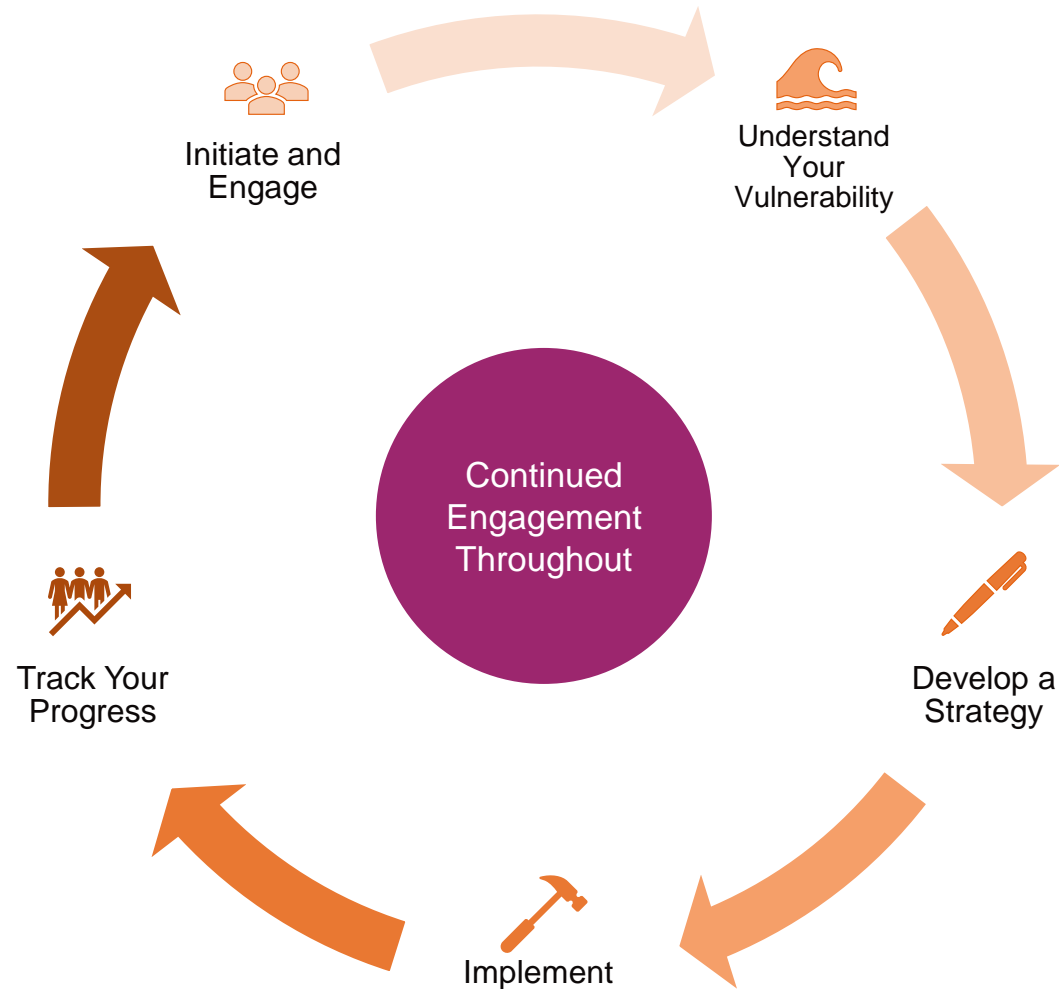 Initiate and
Engage
Understand
Your
Vulnerability
Continued
Engagement
Throughout
Track Your
Progress
Develop a
Strategy
Implement